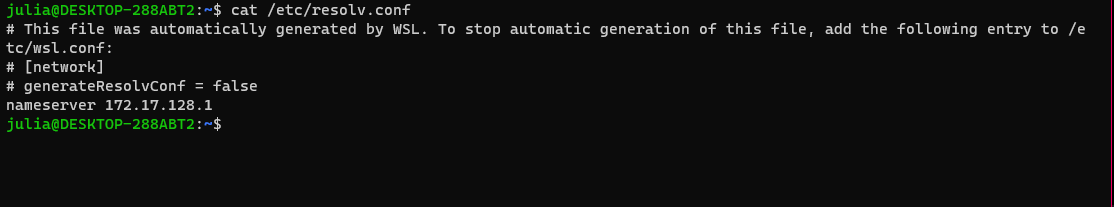 julia@DESKTOP-288ABT2:~$ cat /etc/resolv.conf
# This file was automatically generated by WSL. To stop automatic generation of this file, add the following entry to /e
tc/wsl.conf:
# [network]
# generateResolvConf = false
nameserver 172.17.128.1
julia@DESKTOP-288ABT2:~$